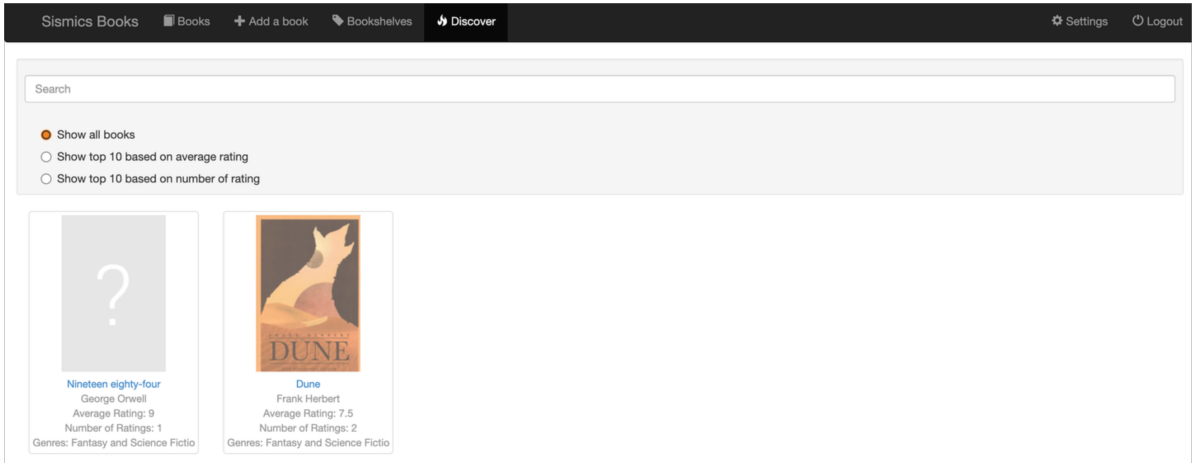 Sismics Books Books Add a book Bookshelves Discover Settings Logout
Search
Show all books
Show top 10 based on average rating
Show top 10 based on number of rating
?
DUNE
Nineteen eighty-four
George Orwell
Average Rating: 9
Number of Ratings: 1
Genres: Fantasy and Science Fictio
Dune
Frank Herbert
Average Rating: 7.5
Number of Ratings: 2
Genres: Fantasy and Science Fictio